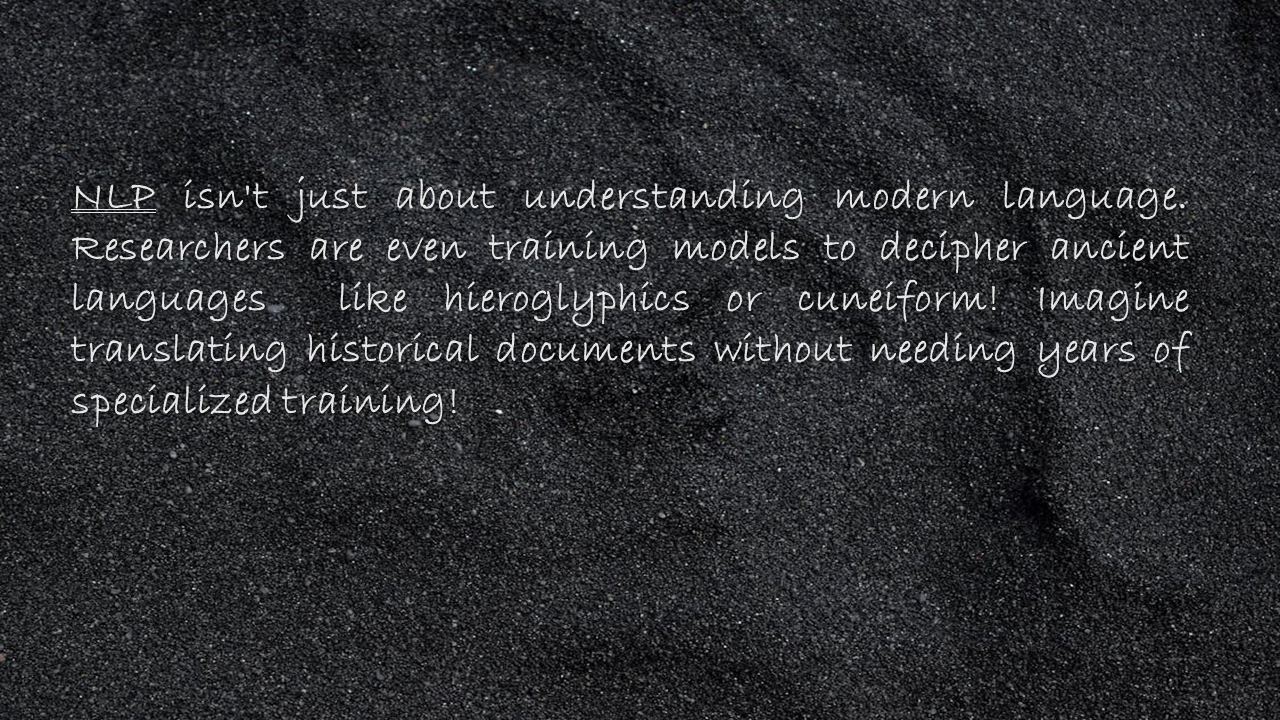 NLP isn't just about understanding modern language.
Researchers are even training models to decipher ancient
languages like hieroglyphics or cuneiform! Imagine
translating historical documents without needing years of
specialized training!